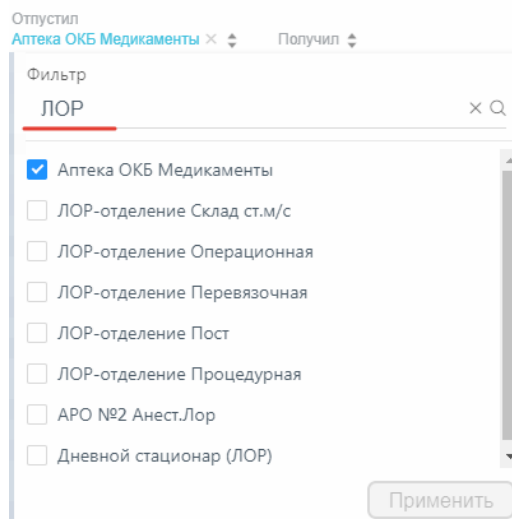 Отпустил
Аптека ОКБ Медикаменты Получил
Фильтр
ЛОР
Аптека ОКБ Медикаменты
ЛОР-отделение Склад ст.м/с
ЛОР-отделение Операционная
ЛОР-отделение Перевязочная
ЛОР-отделение Пост
ЛОР-отделение Процедурная
АРО №2 Анест.Лор
Дневной стационар (ЛОР)
Применить